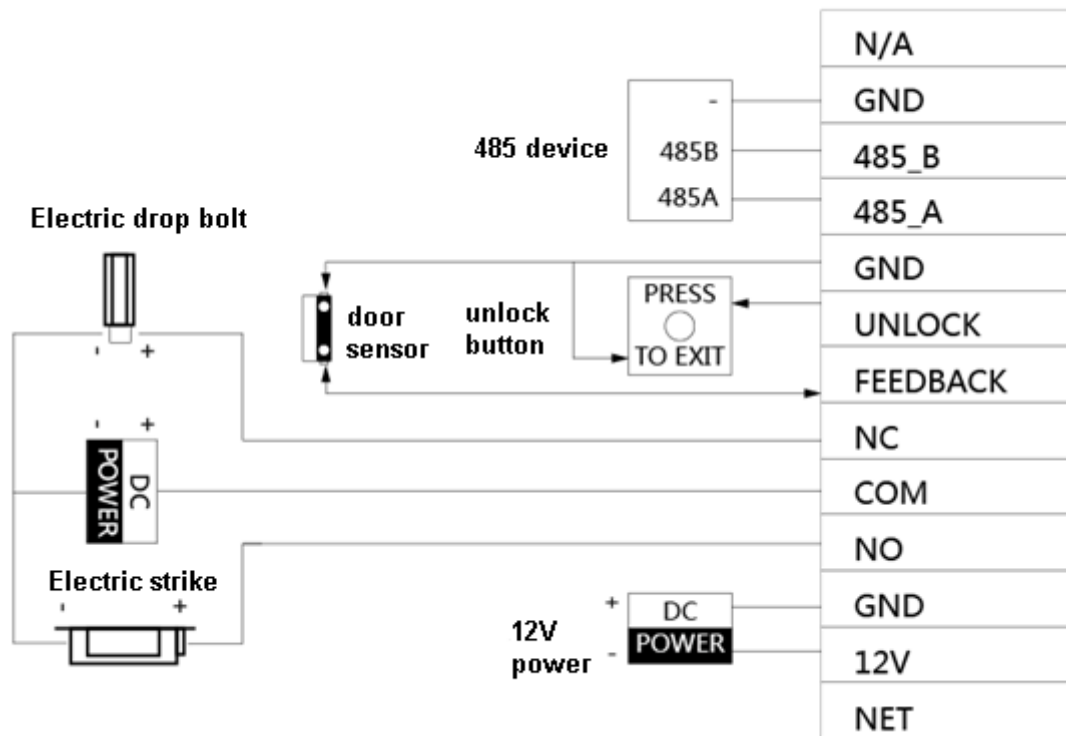 N/A
GND
485_B
485_A
GND
UNLOCK
FEEDBACK
NC
COM
NO
GND
12V
NET
485 device
-
485B
485A
Electric drop bolt
- +
door
sensor
unlock
button
PRESS
TO EXIT
- +
DC
POWER
Electric strike
- +
12V
power
+
-
DC
POWER